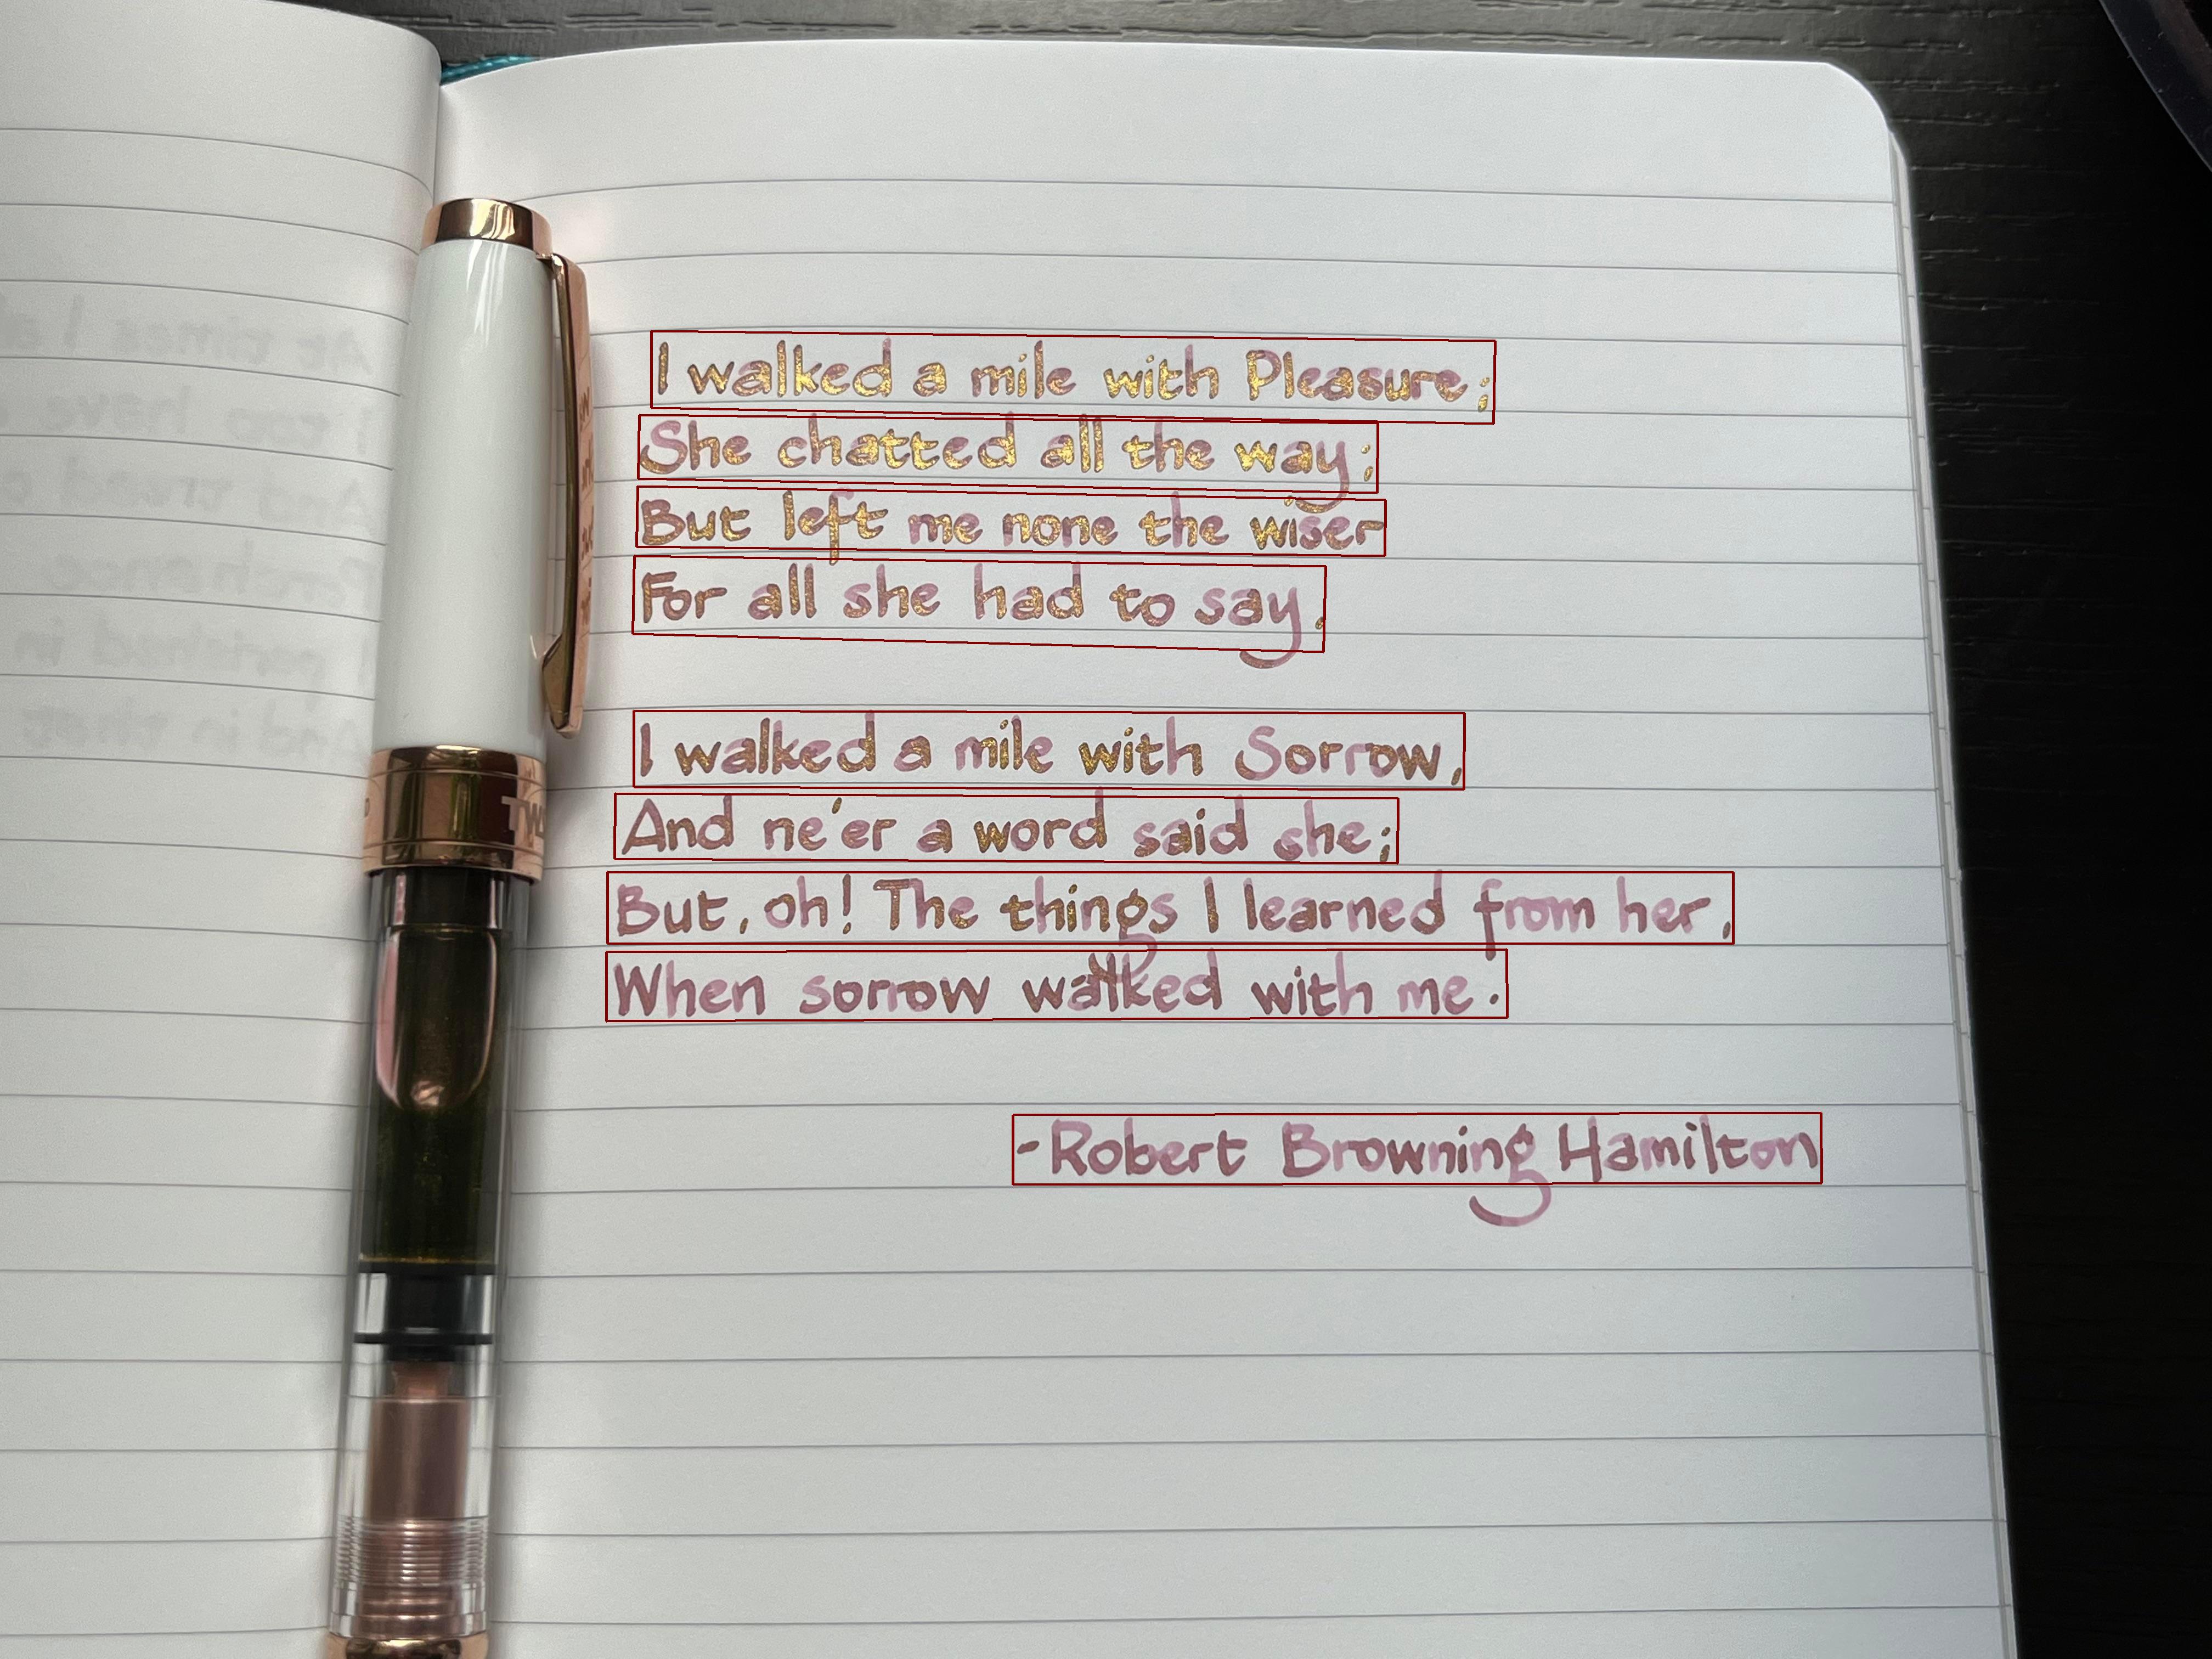 I walked a mile with Pleasure;
She chatted all the way;
But left me none the wiser
For all she had to say.
I walked a mile with Sorrow,
And ne'er a word said she;
But, oh! The things I learned from her,
When sorrow walked with me.
-Robert Browning Hamilton